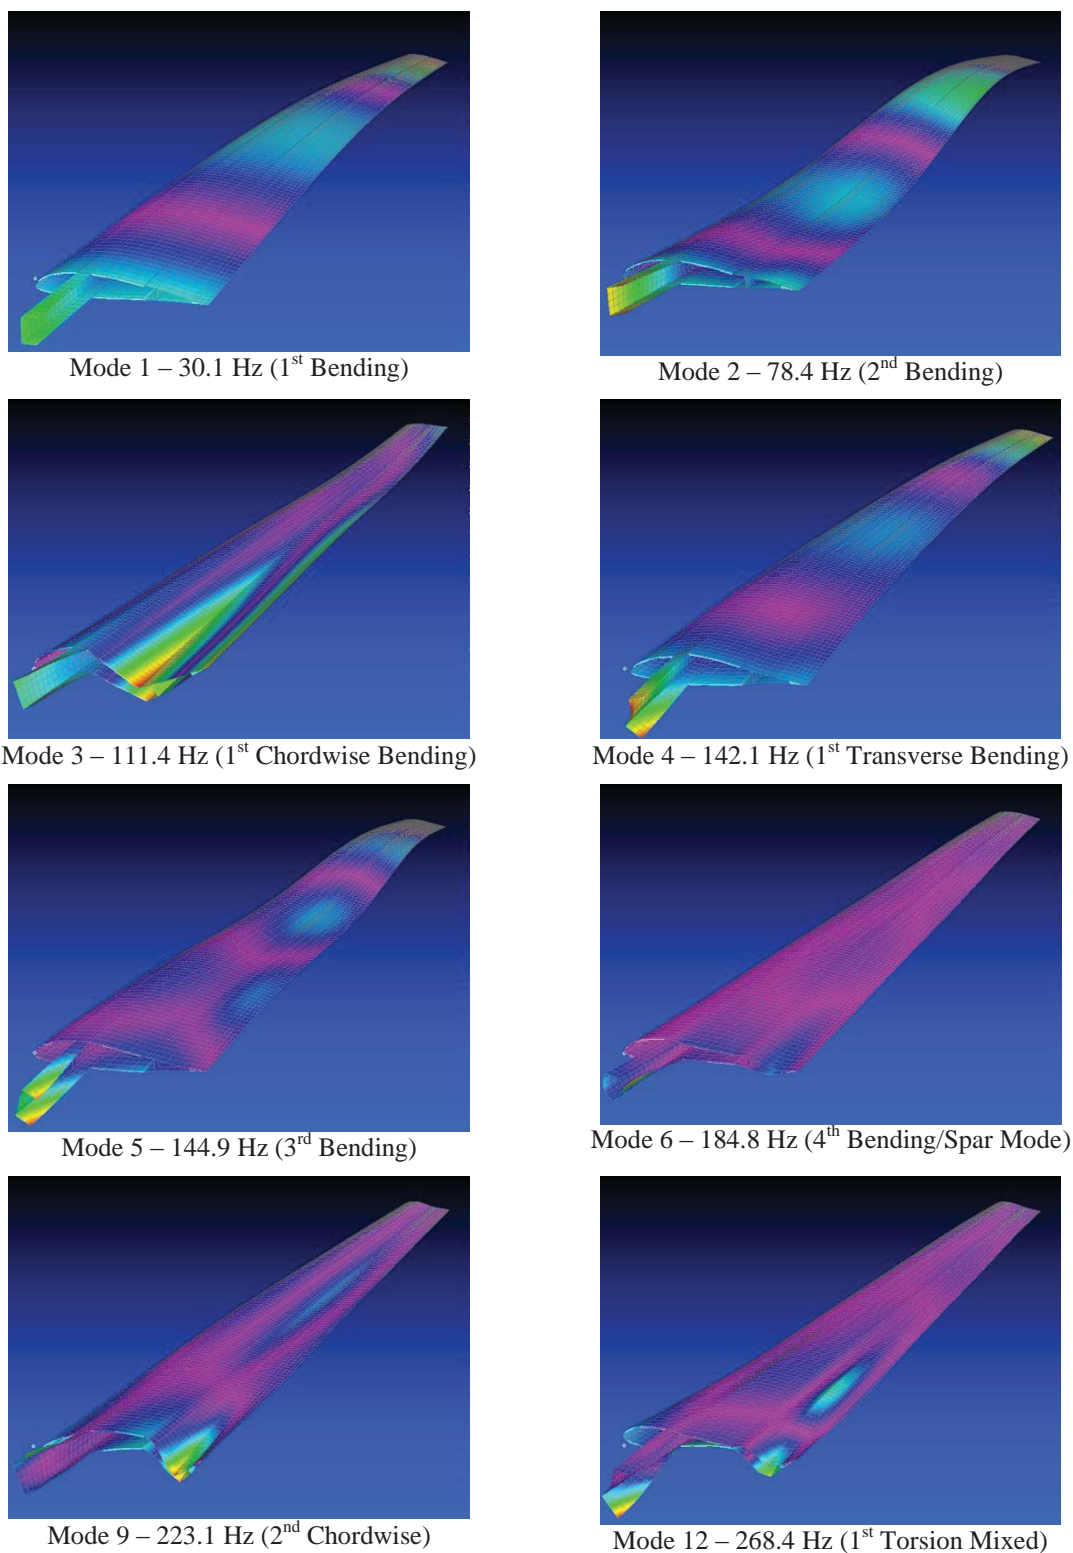 Mode 1 – 30.1 Hz (1st Bending)
Mode 2 – 78.4 Hz (2nd Bending)
Mode 3 – 111.4 Hz (1st Chordwise Bending)
Mode 4 – 142.1 Hz (1st Transverse Bending)
Mode 5 – 144.9 Hz (3rd Bending)
Mode 6 – 184.8 Hz (4th Bending/Spar Mode)
Mode 9 – 223.1 Hz (2nd Chordwise)
Mode 12 – 268.4 Hz (1st Torsion Mixed)